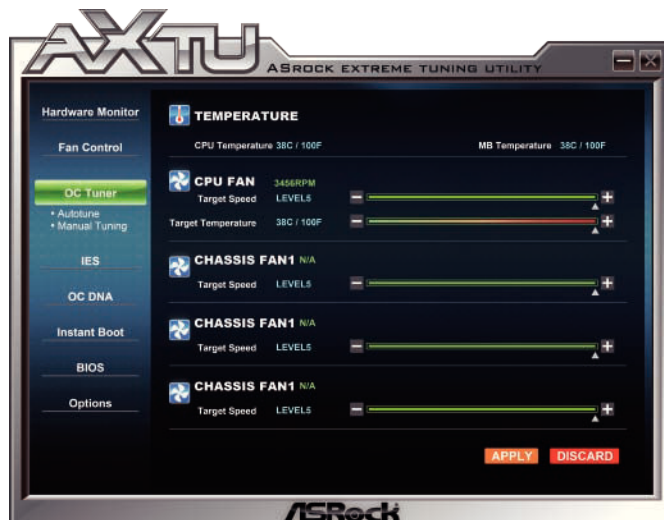 AXTU
ASROCK EXTREME TUNING UTILITY
Hardware Monitor
Fan Control
OC Tuner
• Autotune
• Manual Tuning
IES
OC DNA
Instant Boot
BIOS
Options
TEMPERATURE
CPU Temperature 38C / 100F MB Temperature 38C / 100F
CPU FAN 3456RPM
Target Speed LEVEL5
Target Temperature 38C / 100F
CHASSIS FAN1 N/A
Target Speed LEVEL5
CHASSIS FAN1 N/A
Target Speed LEVEL5
CHASSIS FAN1 N/A
Target Speed LEVEL5
APPLY DISCARD
ASRock